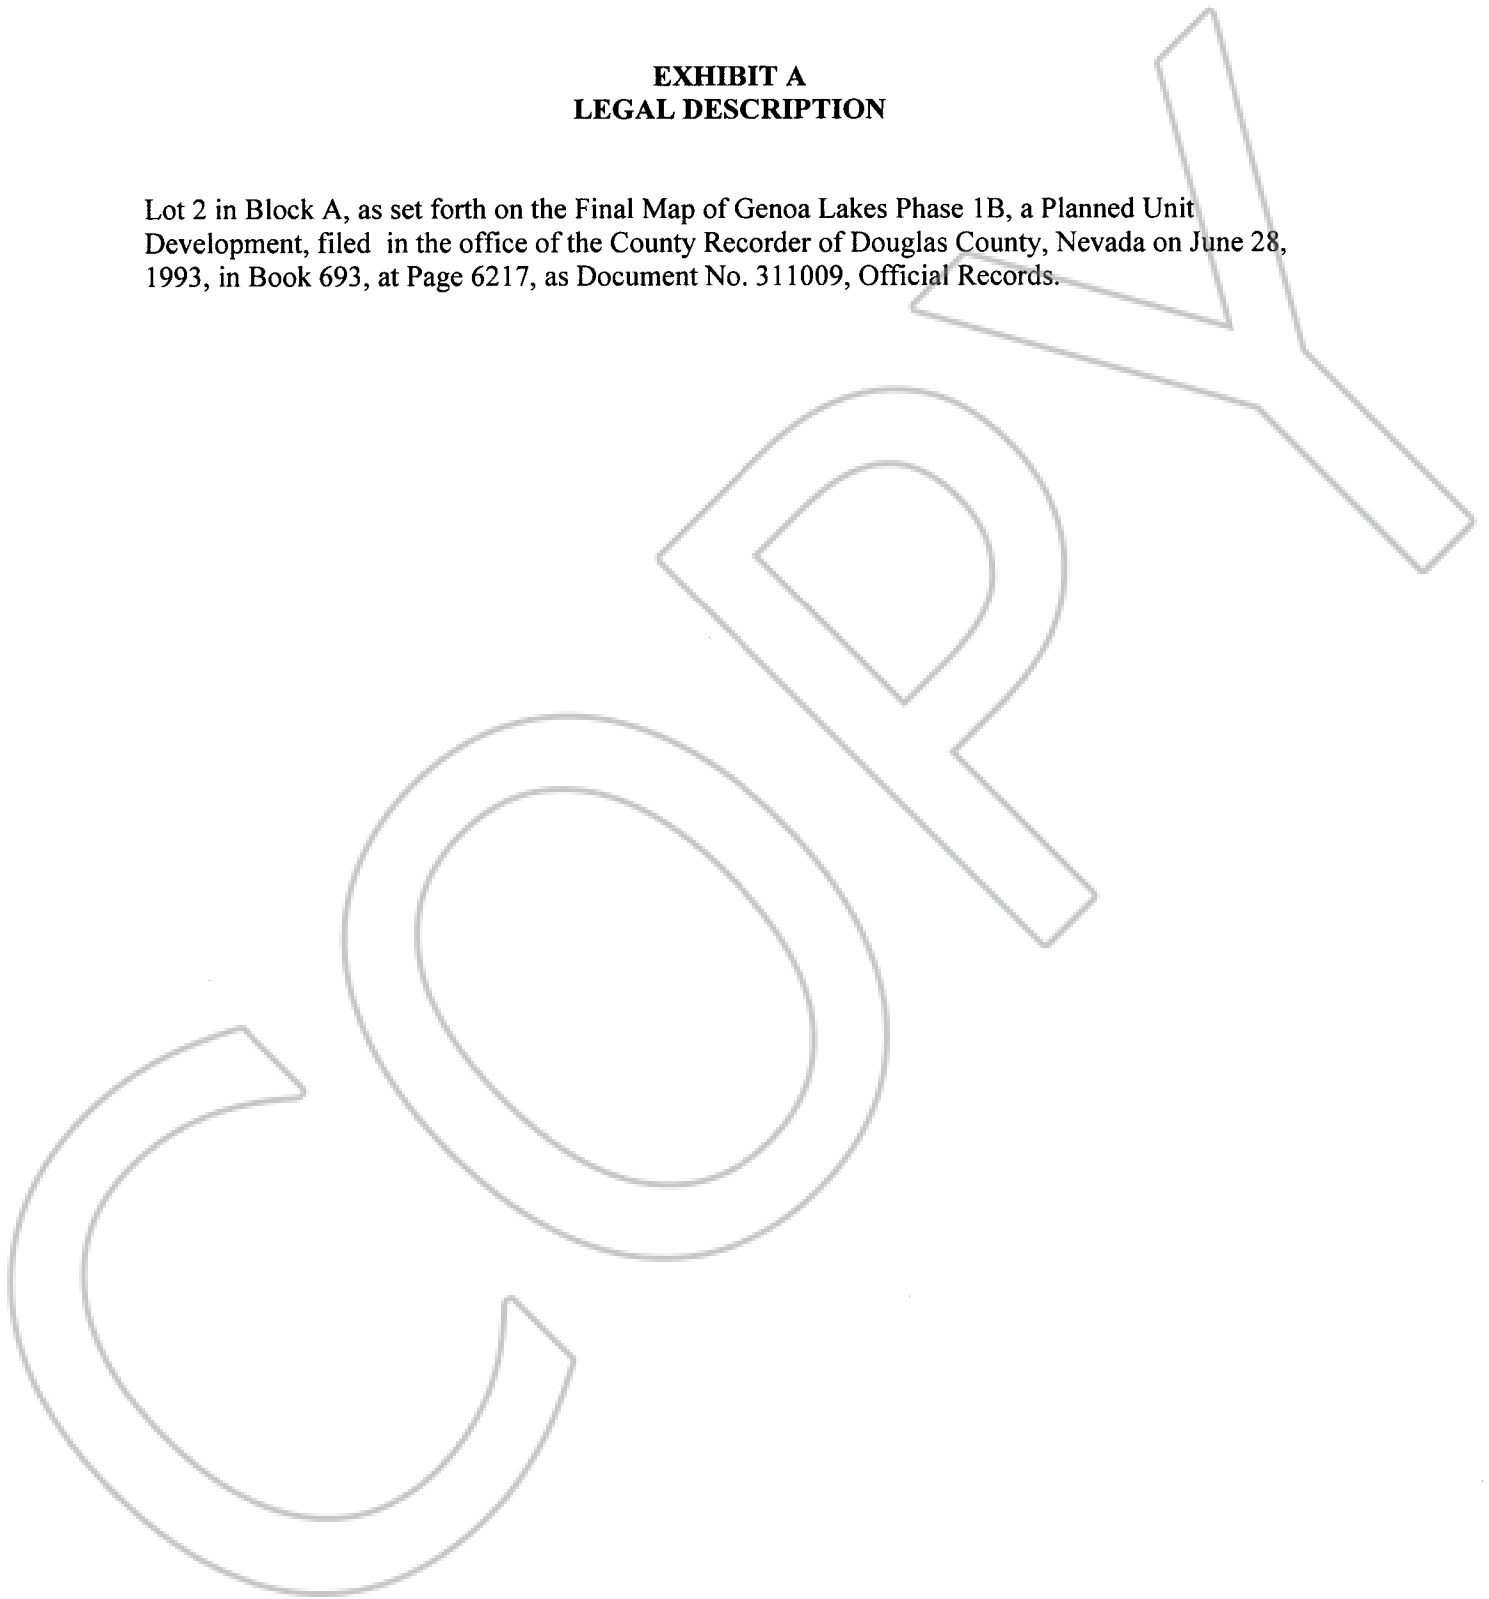 EXHIBIT A
LEGAL DESCRIPTION
Lot 2 in Block A, as set forth on the Final Map of Genoa Lakes Phase 1B, a Planned Unit
Development, filed  in the office of the County Recorder of Douglas County, Nevada on June 28,
1993, in Book 693, at Page 6217, as Document No. 311009, Official Records.
COPY